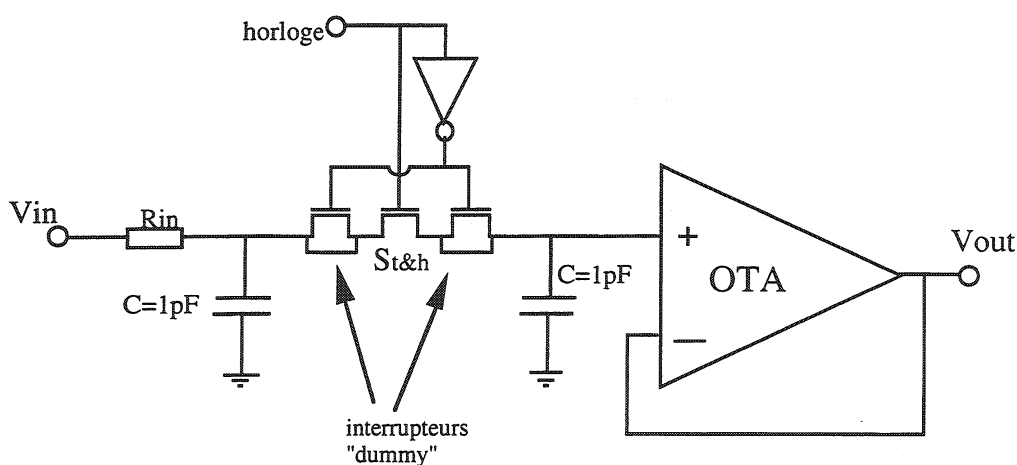 horloge
Vin
Rin
St&h
C=1pF
C=1pF
+
OTA
—
Vout
interrupteurs
"dummy"